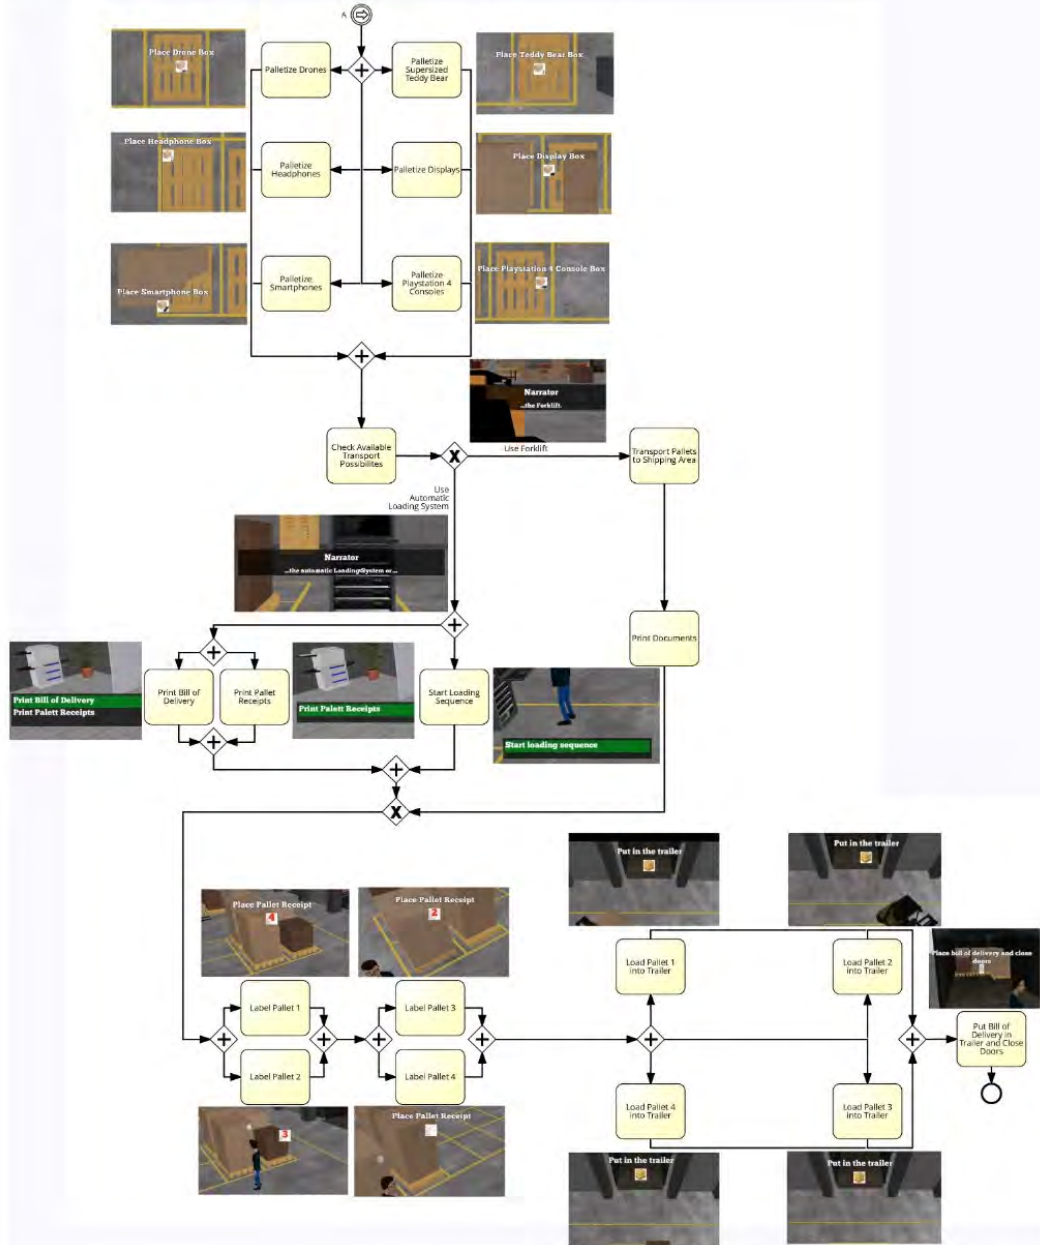 A
Place Drone Box
Palletize Drones
Palletize
Supersized
Teddy Bear
Place Teddy Bear Box
Place Headphone Box
Palletize
Headphones
Palletize Displays
Place Display Box
Place Smartphone Box
Palletize
Smartphones
Palletize
Playstation 4
Consoles
Place Playstation 4 Console Box
Narrator
...the Forklift.
Check Available
Transport
Possibilites
Use Forklift
Transport Pallets
to Shipping Area
Use
Automatic
Loading System
Narrator
...the automatic LoadingSystem or...
Print Documents
Print Bill of Delivery
Print Palett Receipts
Print Bill of
Delivery
Print Pallet
Receipts
Print Palett Receipts
Start Loading
Sequence
Start loading sequence
Put in the trailer
Put in the trailer
Place Pallet Receipt
4
Place Pallet Receipt
2
Load Pallet 1
into Trailer
Load Pallet 2
into Trailer
Place bill of delivery and close
doors
Label Pallet 1
Label Pallet 3
Put Bill of
Delivery in
Trailer and Close
Doors
Label Pallet 2
Label Pallet 4
Load Pallet 4
into Trailer
Load Pallet 3
into Trailer
3
Place Pallet Receipt
Put in the trailer
Put in the trailer